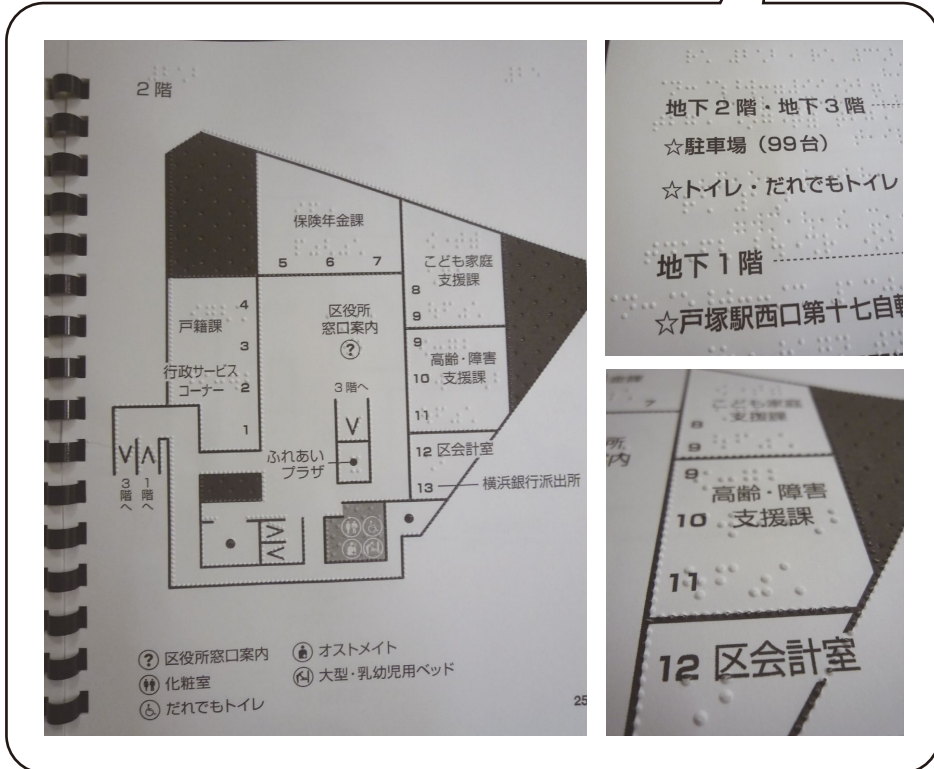 2階
保険年金課
5 6 7
こども家庭
支援課
8
9
4
戸籍課
3
行政サービス
コーナー
2
1
区役所
窓口案内
?
9
高齢・障害
10
支援課
11
3階へ
12 区会計室
ふれあい
プラザ
13
横浜銀行派出所
3階へ
1階へ
? 区役所窓口案内
化粧室
だれでもトイレ
オストメイト
大型・乳幼児用ベッド
25
地下2階・地下3階
☆駐車場(99台)
☆トイレ・だれでもトイレ
地下1階
☆戸塚駅西口第十七自転
7
こども家庭
支援課
8
9
所
案内
9
高齢・障害
10
支援課
11
12 区会計室